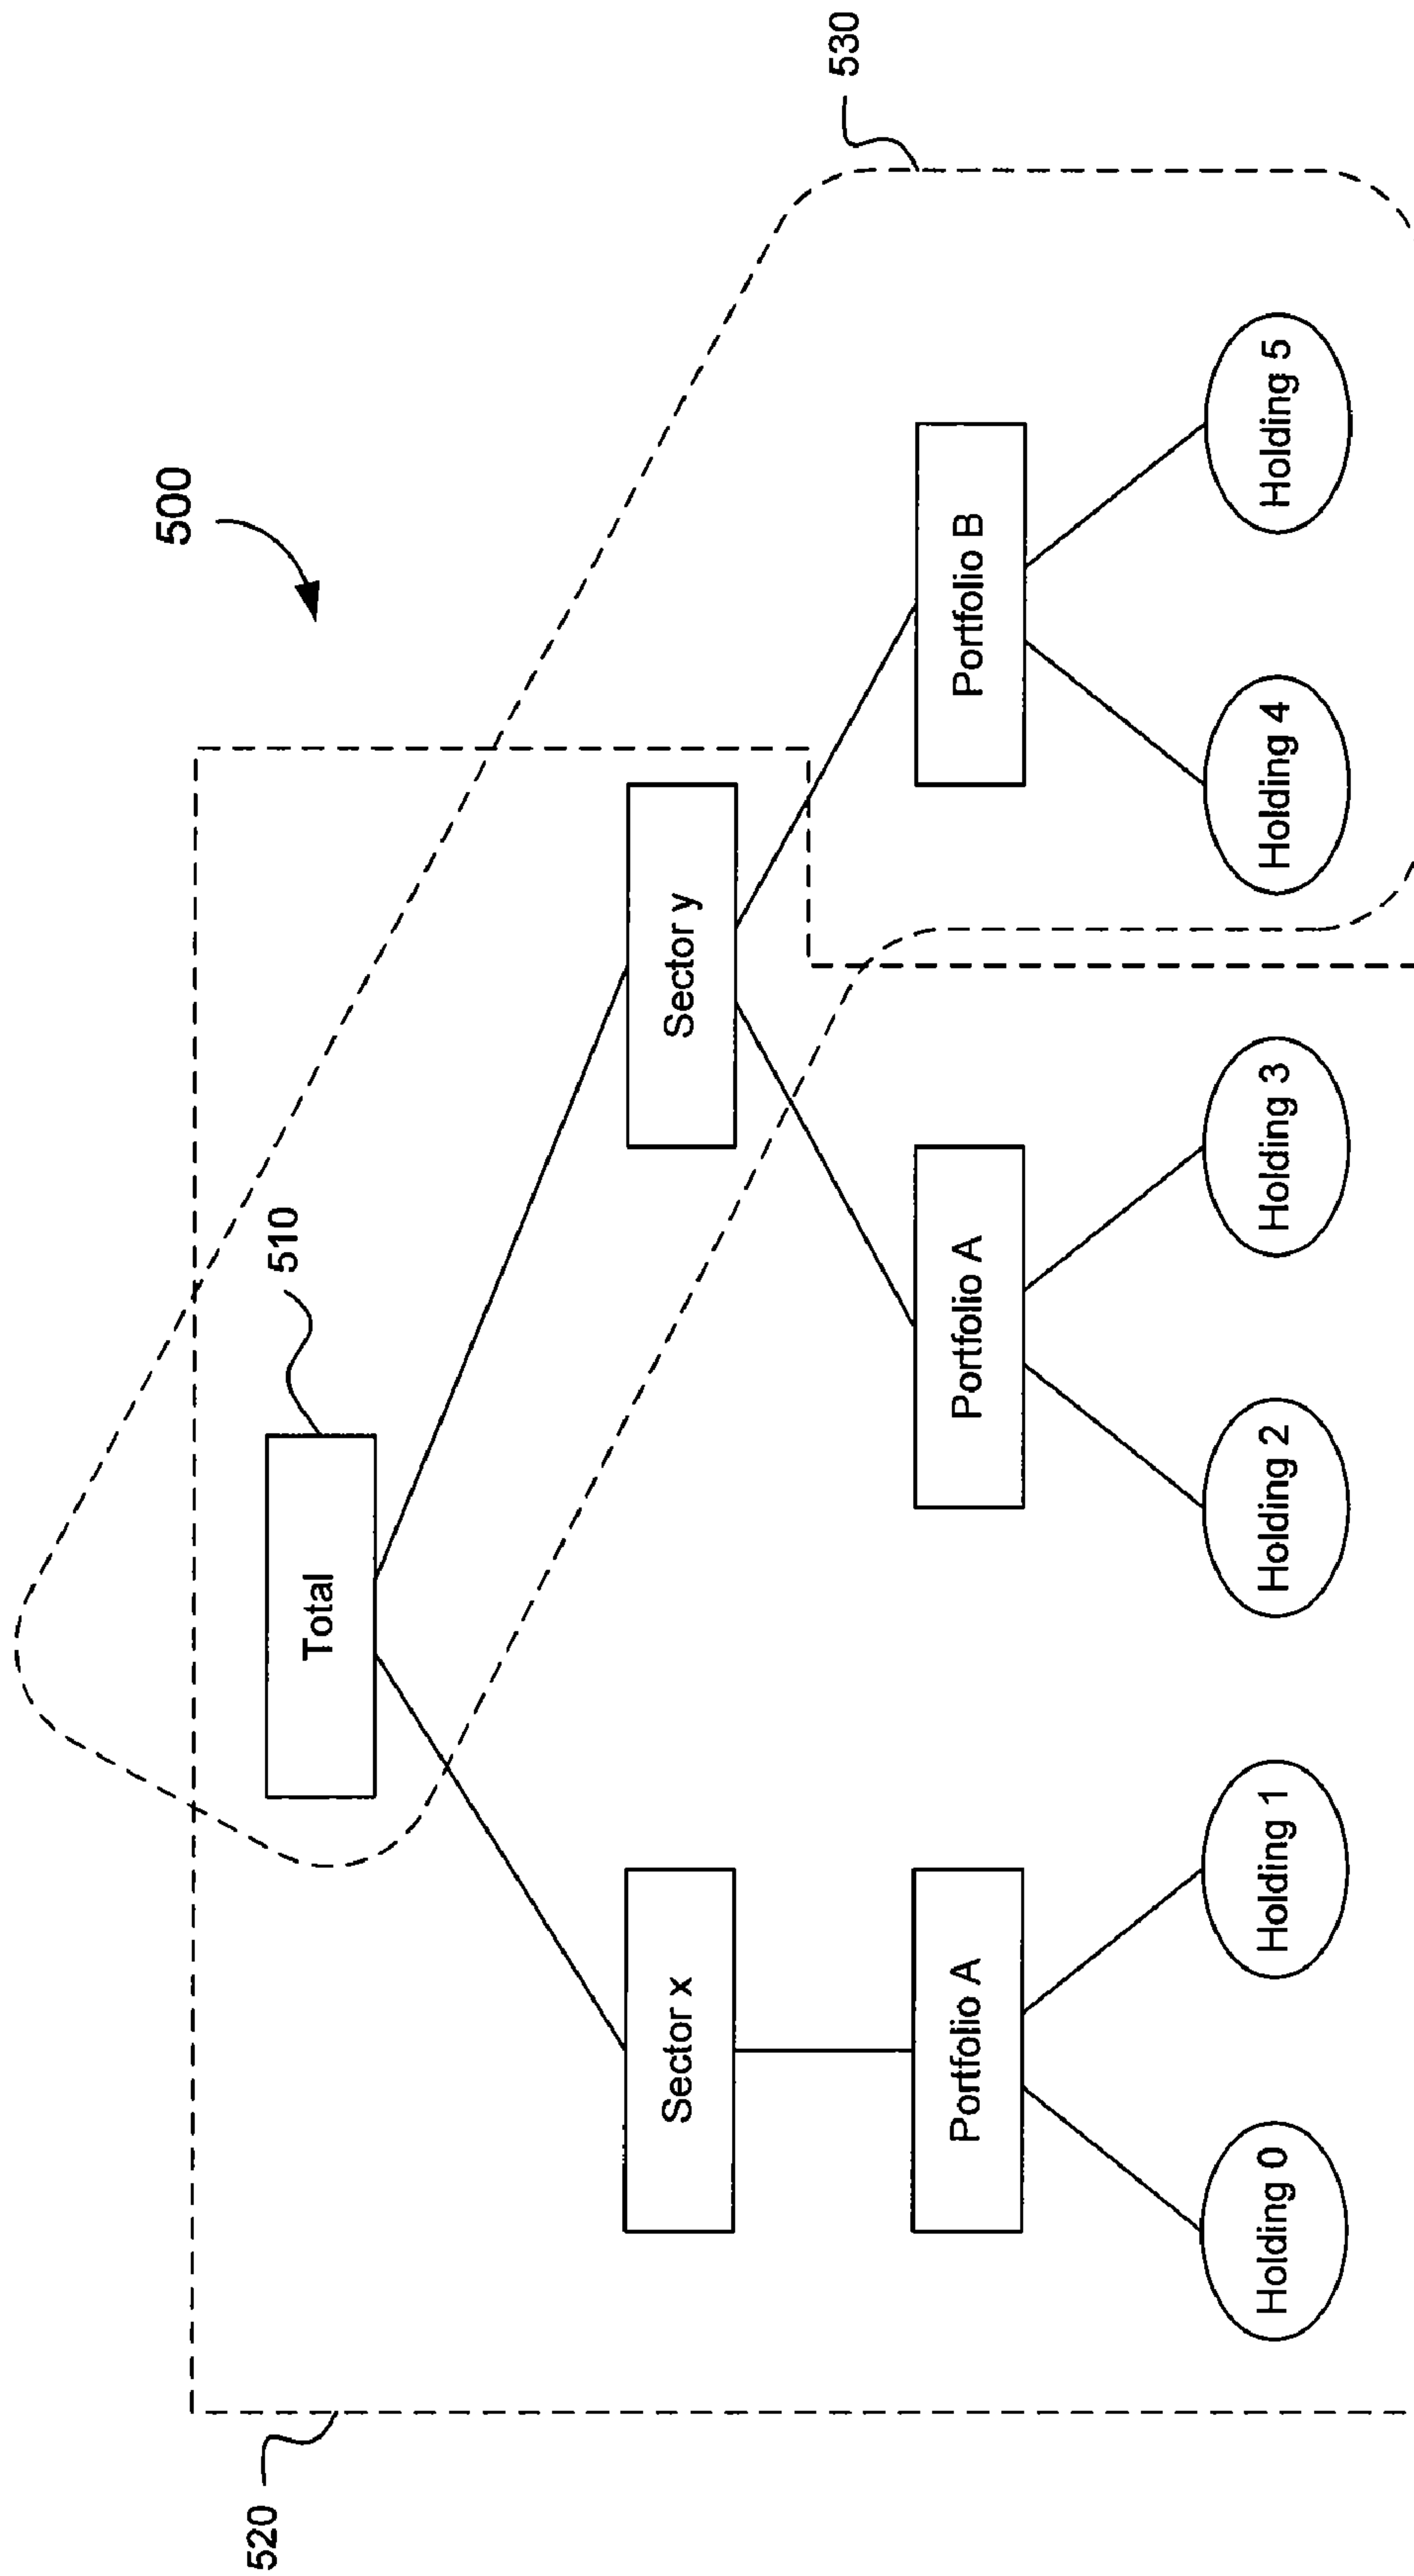 500
510
Total
520
530
Sector x
Sector y
Portfolio A
Portfolio A
Portfolio B
Holding 0
Holding 1
Holding 2
Holding 3
Holding 4
Holding 5